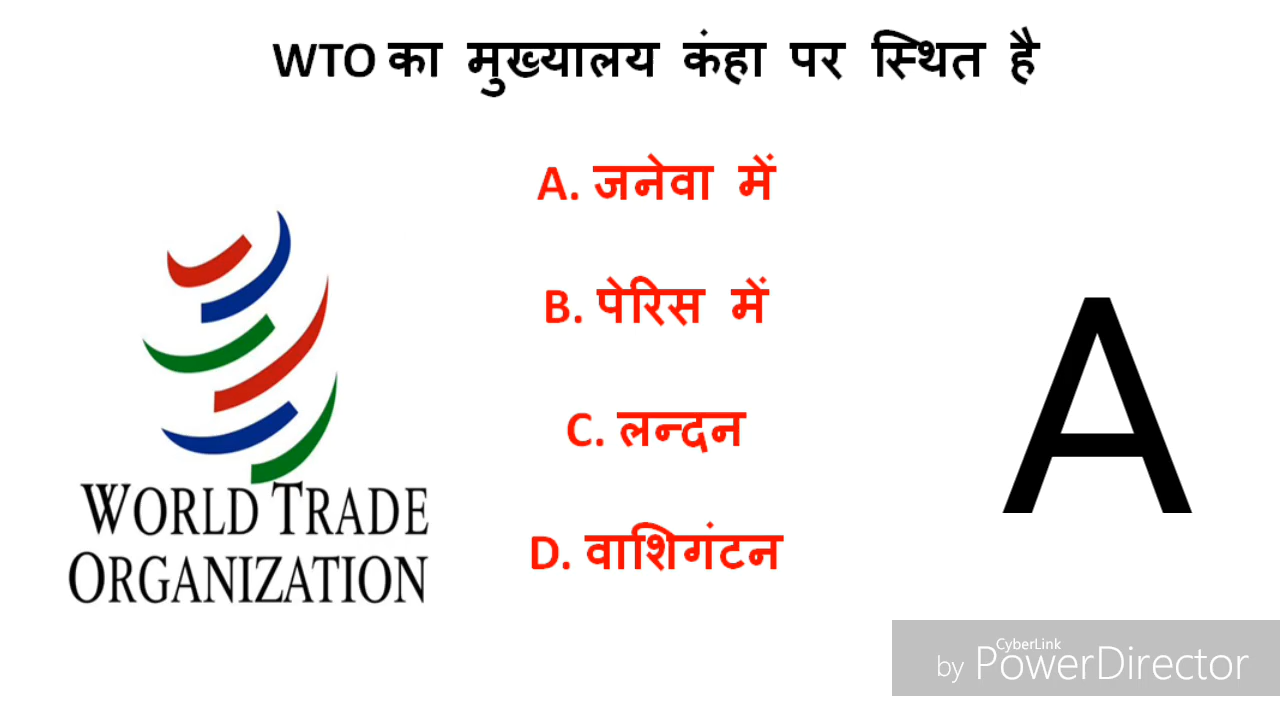 WTO का मुख्यालय कंहा पर स्थित है
A. जनेवा में
B. पेरिस में
C. लन्दन
D. वाशिगंटन
WORLD TRADE
ORGANIZATION
A
CyberLink
by PowerDirector